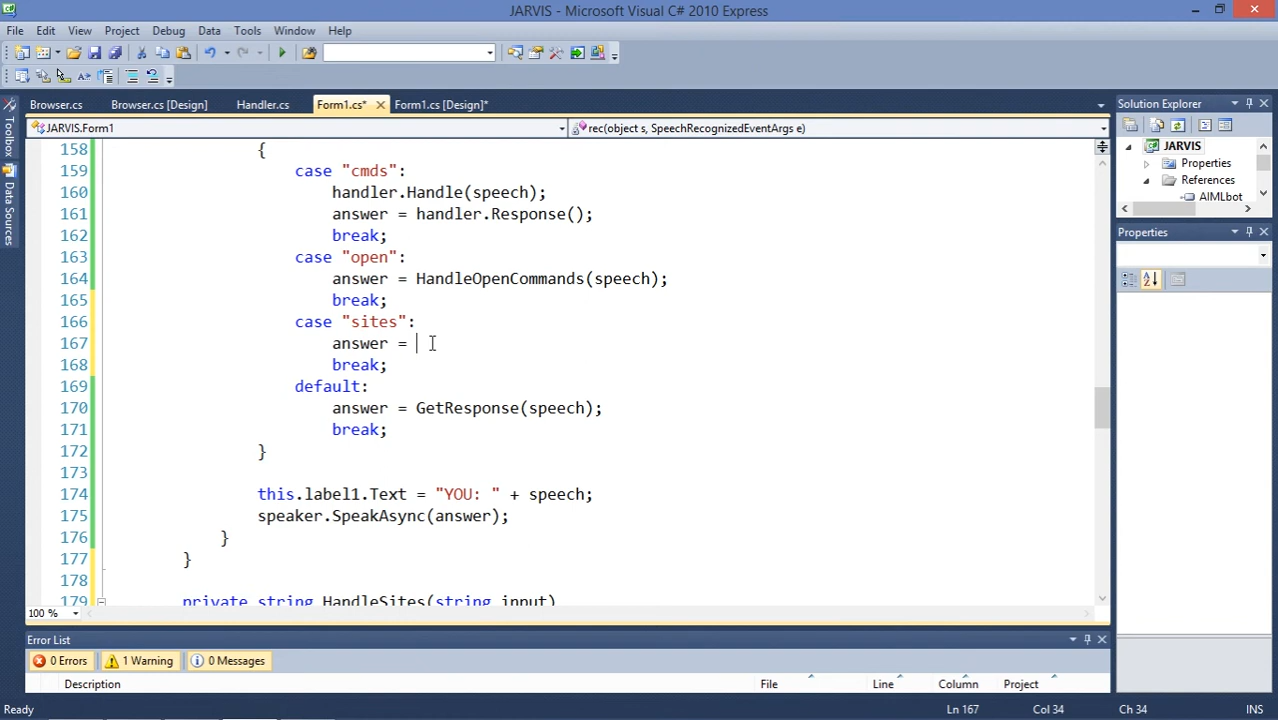 JARVIS - Microsoft Visual C# 2010 Express
File Edit View Project Debug Data Tools Window Help
Browser.cs Browser.cs [Design] Handler.cs Form1.cs* Form1.cs [Design]*
JARVIS.Form1 rec(object s, SpeechRecognizedEventArgs e)
Toolbox
Data Sources
158 {
159 case "cmds":
160 handler.Handle(speech);
161 answer = handler.Response();
162 break;
163 case "open":
164 answer = HandleOpenCommands(speech);
165 break;
166 case "sites":
167 answer =
168 break;
169 default:
170 answer = GetResponse(speech);
171 break;
172 }
173
174 this.label1.Text = "YOU: " + speech;
175 speaker.SpeakAsync(answer);
176 }
177 }
178
179 private string HandleSites(string input)
100 %
Solution Explorer
JARVIS
Properties
References
AIMLbot
Properties
Error List
0 Errors 1 Warning 0 Messages
Description File Line Column Project
Ready Ln 167 Col 34 Ch 34 INS